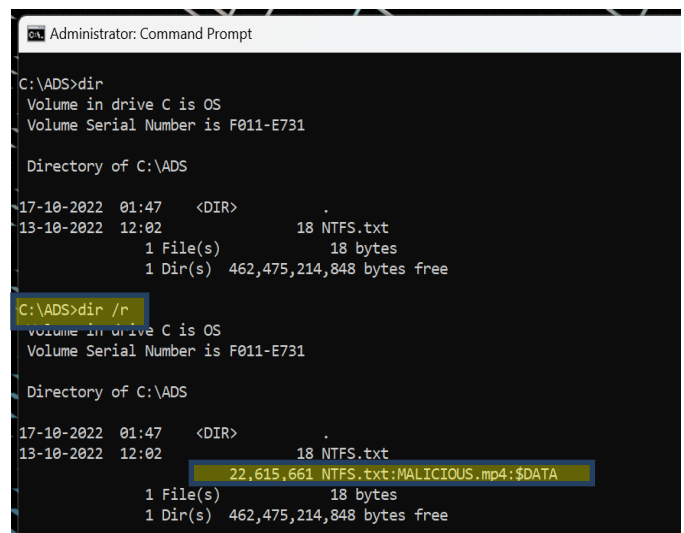 Administrator: Command Prompt
C:\ADS>dir
Volume in drive C is OS
Volume Serial Number is F011-E731
Directory of C:\ADS
17-10-2022 01:47 <DIR> .
13-10-2022 12:02 18 NTFS.txt
1 File(s) 18 bytes
1 Dir(s) 462,475,214,848 bytes free
C:\ADS>dir /r
Volume in drive C is OS
Volume Serial Number is F011-E731
Directory of C:\ADS
17-10-2022 01:47 <DIR> .
13-10-2022 12:02 18 NTFS.txt
22,615,661 NTFS.txt:MALICIOUS.mp4:$DATA
1 File(s) 18 bytes
1 Dir(s) 462,475,214,848 bytes free